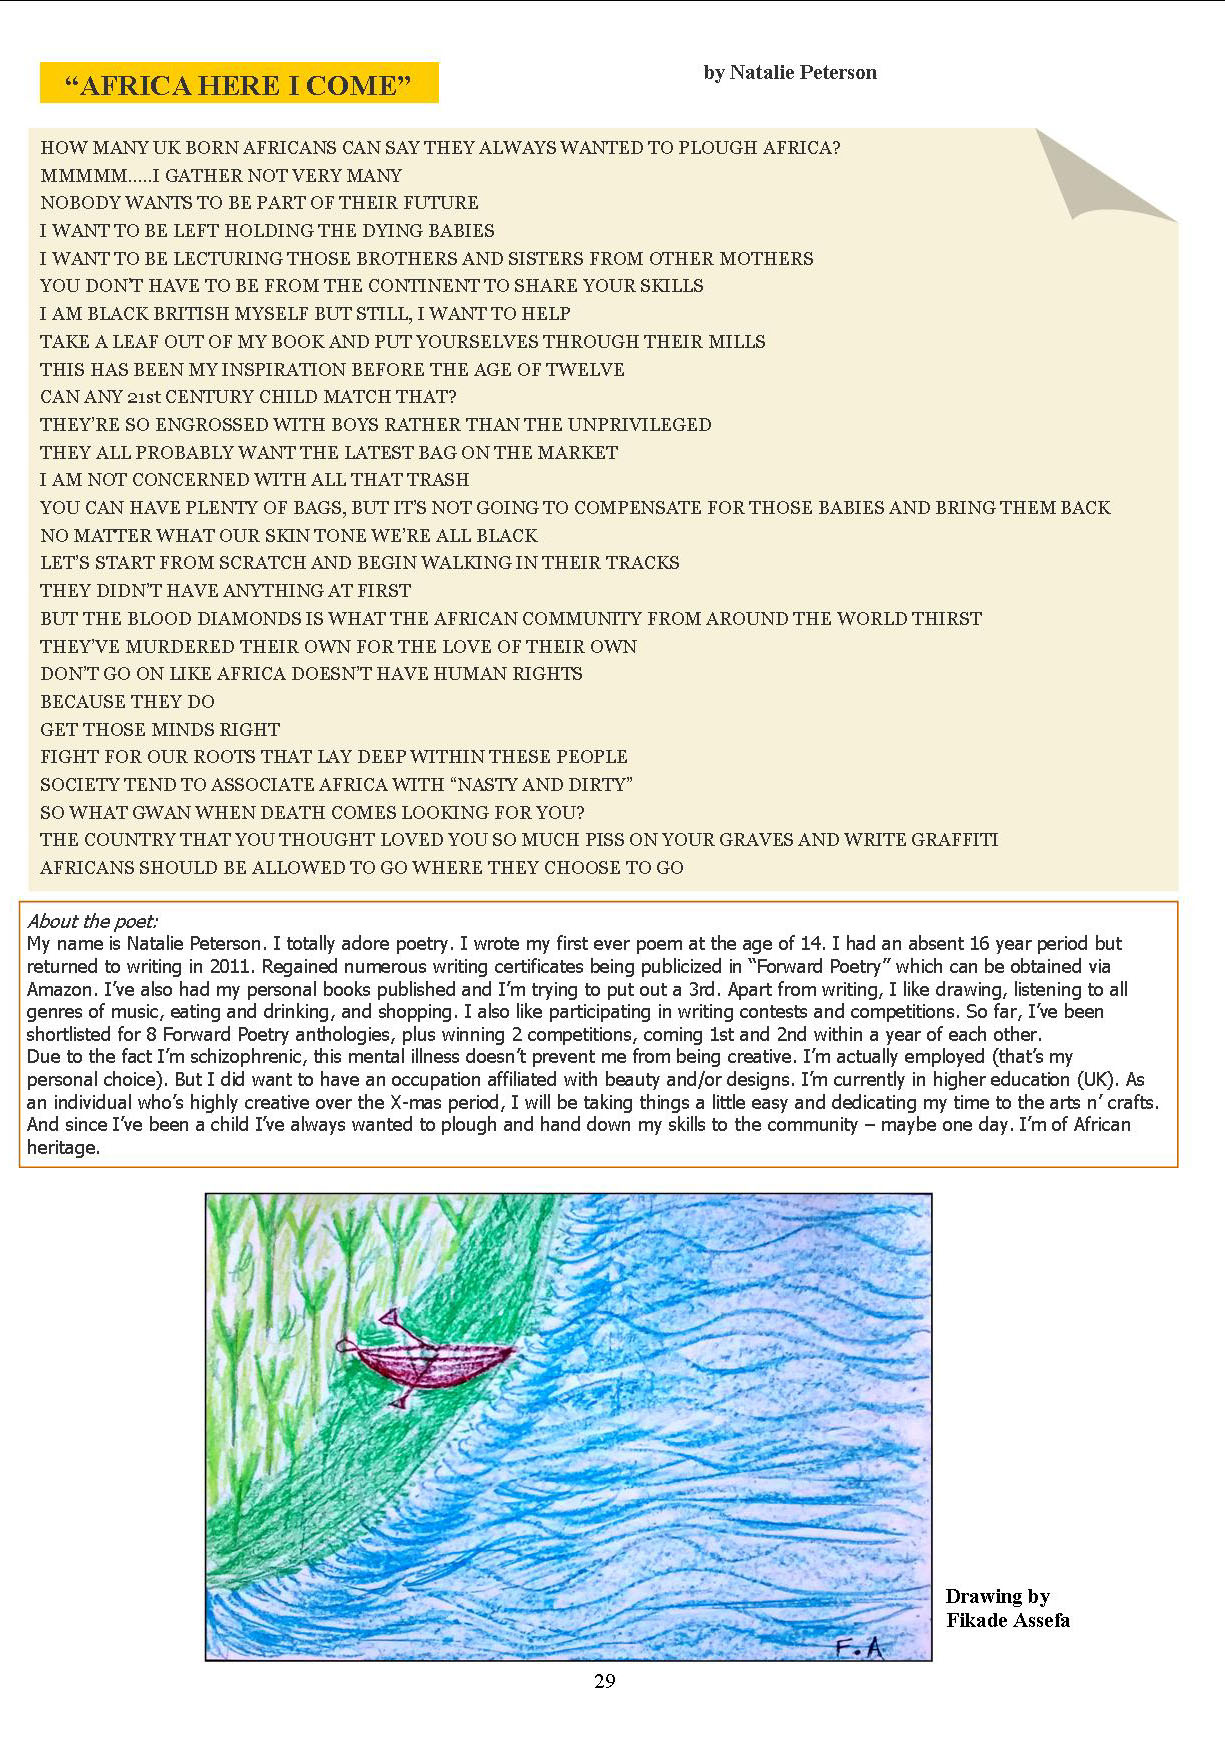 “AFRICA HERE I COME”
by Natalie Peterson
HOW MANY UK BORN AFRICANS CAN SAY THEY ALWAYS WANTED TO PLOUGH AFRICA?
MMMMM.....I GATHER NOT VERY MANY
NOBODY WANTS TO BE PART OF THEIR FUTURE
I WANT TO BE LEFT HOLDING THE DYING BABIES
I WANT TO BE LECTURING THOSE BROTHERS AND SISTERS FROM OTHER MOTHERS
YOU DON’T HAVE TO BE FROM THE CONTINENT TO SHARE YOUR SKILLS
I AM BLACK BRITISH MYSELF BUT STILL, I WANT TO HELP
TAKE A LEAF OUT OF MY BOOK AND PUT YOURSELVES THROUGH THEIR MILLS
THIS HAS BEEN MY INSPIRATION BEFORE THE AGE OF TWELVE
CAN ANY 21st CENTURY CHILD MATCH THAT?
THEY’RE SO ENGROSSED WITH BOYS RATHER THAN THE UNPRIVILEGED
THEY ALL PROBABLY WANT THE LATEST BAG ON THE MARKET
I AM NOT CONCERNED WITH ALL THAT TRASH
YOU CAN HAVE PLENTY OF BAGS, BUT IT’S NOT GOING TO COMPENSATE FOR THOSE BABIES AND BRING THEM BACK
NO MATTER WHAT OUR SKIN TONE WE’RE ALL BLACK
LET’S START FROM SCRATCH AND BEGIN WALKING IN THEIR TRACKS
THEY DIDN’T HAVE ANYTHING AT FIRST
BUT THE BLOOD DIAMONDS IS WHAT THE AFRICAN COMMUNITY FROM AROUND THE WORLD THIRST
THEY’VE MURDERED THEIR OWN FOR THE LOVE OF THEIR OWN
DON’T GO ON LIKE AFRICA DOESN’T HAVE HUMAN RIGHTS
BECAUSE THEY DO
GET THOSE MINDS RIGHT
FIGHT FOR OUR ROOTS THAT LAY DEEP WITHIN THESE PEOPLE
SOCIETY TEND TO ASSOCIATE AFRICA WITH “NASTY AND DIRTY”
SO WHAT GWAN WHEN DEATH COMES LOOKING FOR YOU?
THE COUNTRY THAT YOU THOUGHT LOVED YOU SO MUCH PISS ON YOUR GRAVES AND WRITE GRAFFITI
AFRICANS SHOULD BE ALLOWED TO GO WHERE THEY CHOOSE TO GO
About the poet:
My name is Natalie Peterson. I totally adore poetry. I wrote my first ever poem at the age of 14. I had an absent 16 year period but
returned to writing in 2011. Regained numerous writing certificates being publicized in “Forward Poetry” which can be obtained via
Amazon. I’ve also had my personal books published and I’m trying to put out a 3rd. Apart from writing, I like drawing, listening to all
genres of music, eating and drinking, and shopping. I also like participating in writing contests and competitions. So far, I’ve been
shortlisted for 8 Forward Poetry anthologies, plus winning 2 competitions, coming 1st and 2nd within a year of each other.
Due to the fact I’m schizophrenic, this mental illness doesn’t prevent me from being creative. I’m actually employed (that’s my
personal choice). But I did want to have an occupation affiliated with beauty and/or designs. I’m currently in higher education (UK). As
an individual who’s highly creative over the X-mas period, I will be taking things a little easy and dedicating my time to the arts n’ crafts.
And since I’ve been a child I’ve always wanted to plough and hand down my skills to the community – maybe one day. I’m of African
heritage.
F.A
Drawing by
Fikade Assefa
29